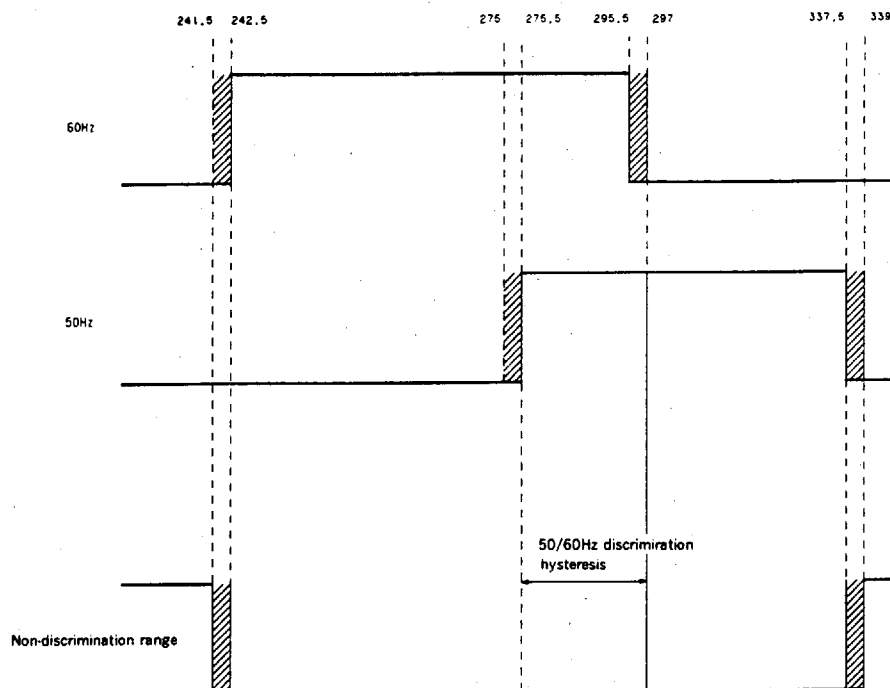 241.5 242.5 275 275.5 295.5 297 337.5 339
60Hz
50Hz
50/60Hz discrimiration
hysteresis
Non-discrimination range